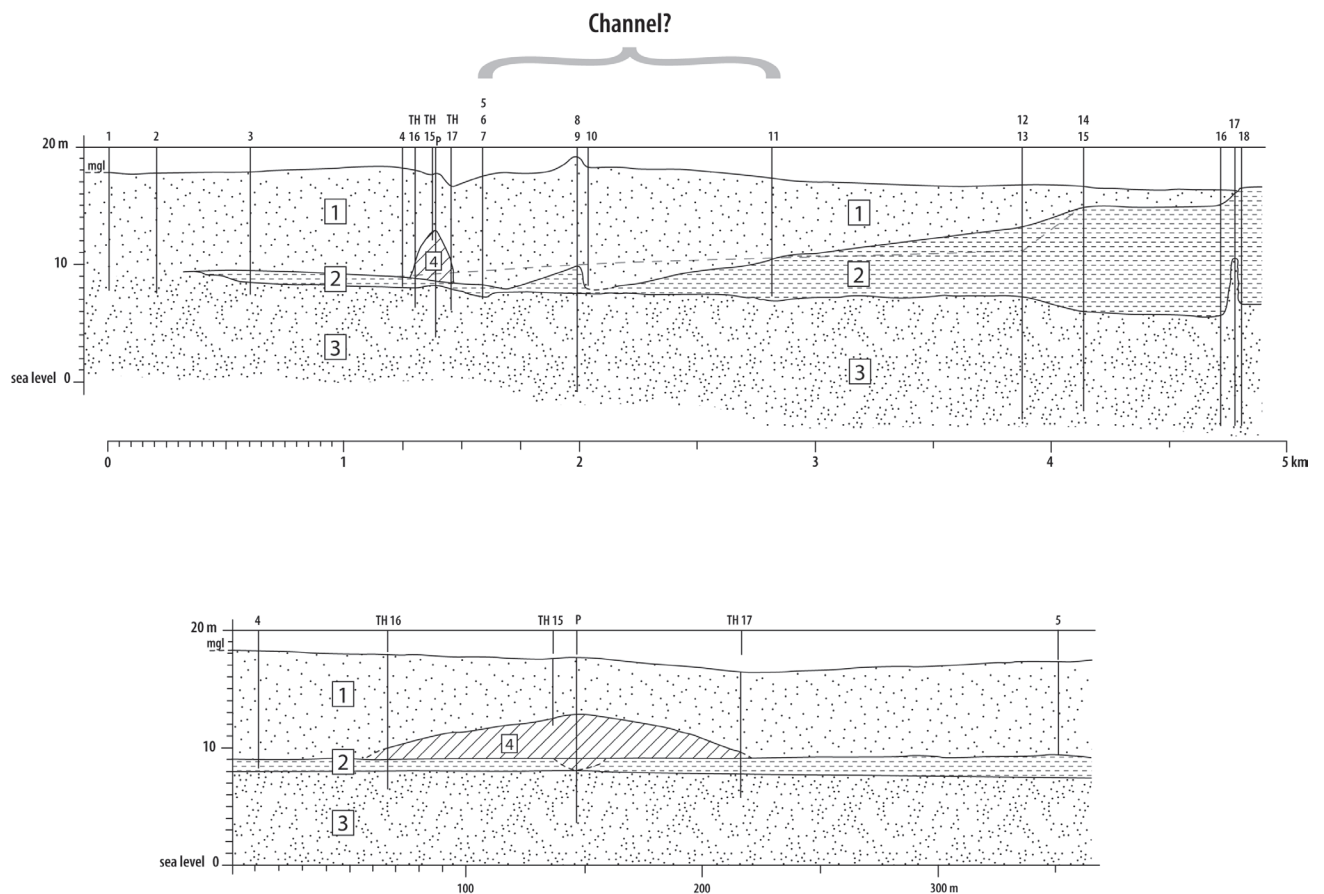 Channel?
5
TH TH TH 6 8 12 14 17
1 2 3 4 16 15 P 17 7 9 10 11 13 15 16 18
20 m
mgl
1 1
4
10
2 2
3 3
sea level 0
0 1 2 3 4 5 km
4 TH 16 TH 15 P TH 17 5
20 m
mgl
1
10 4
2
3
sea level 0
100 200 300 m